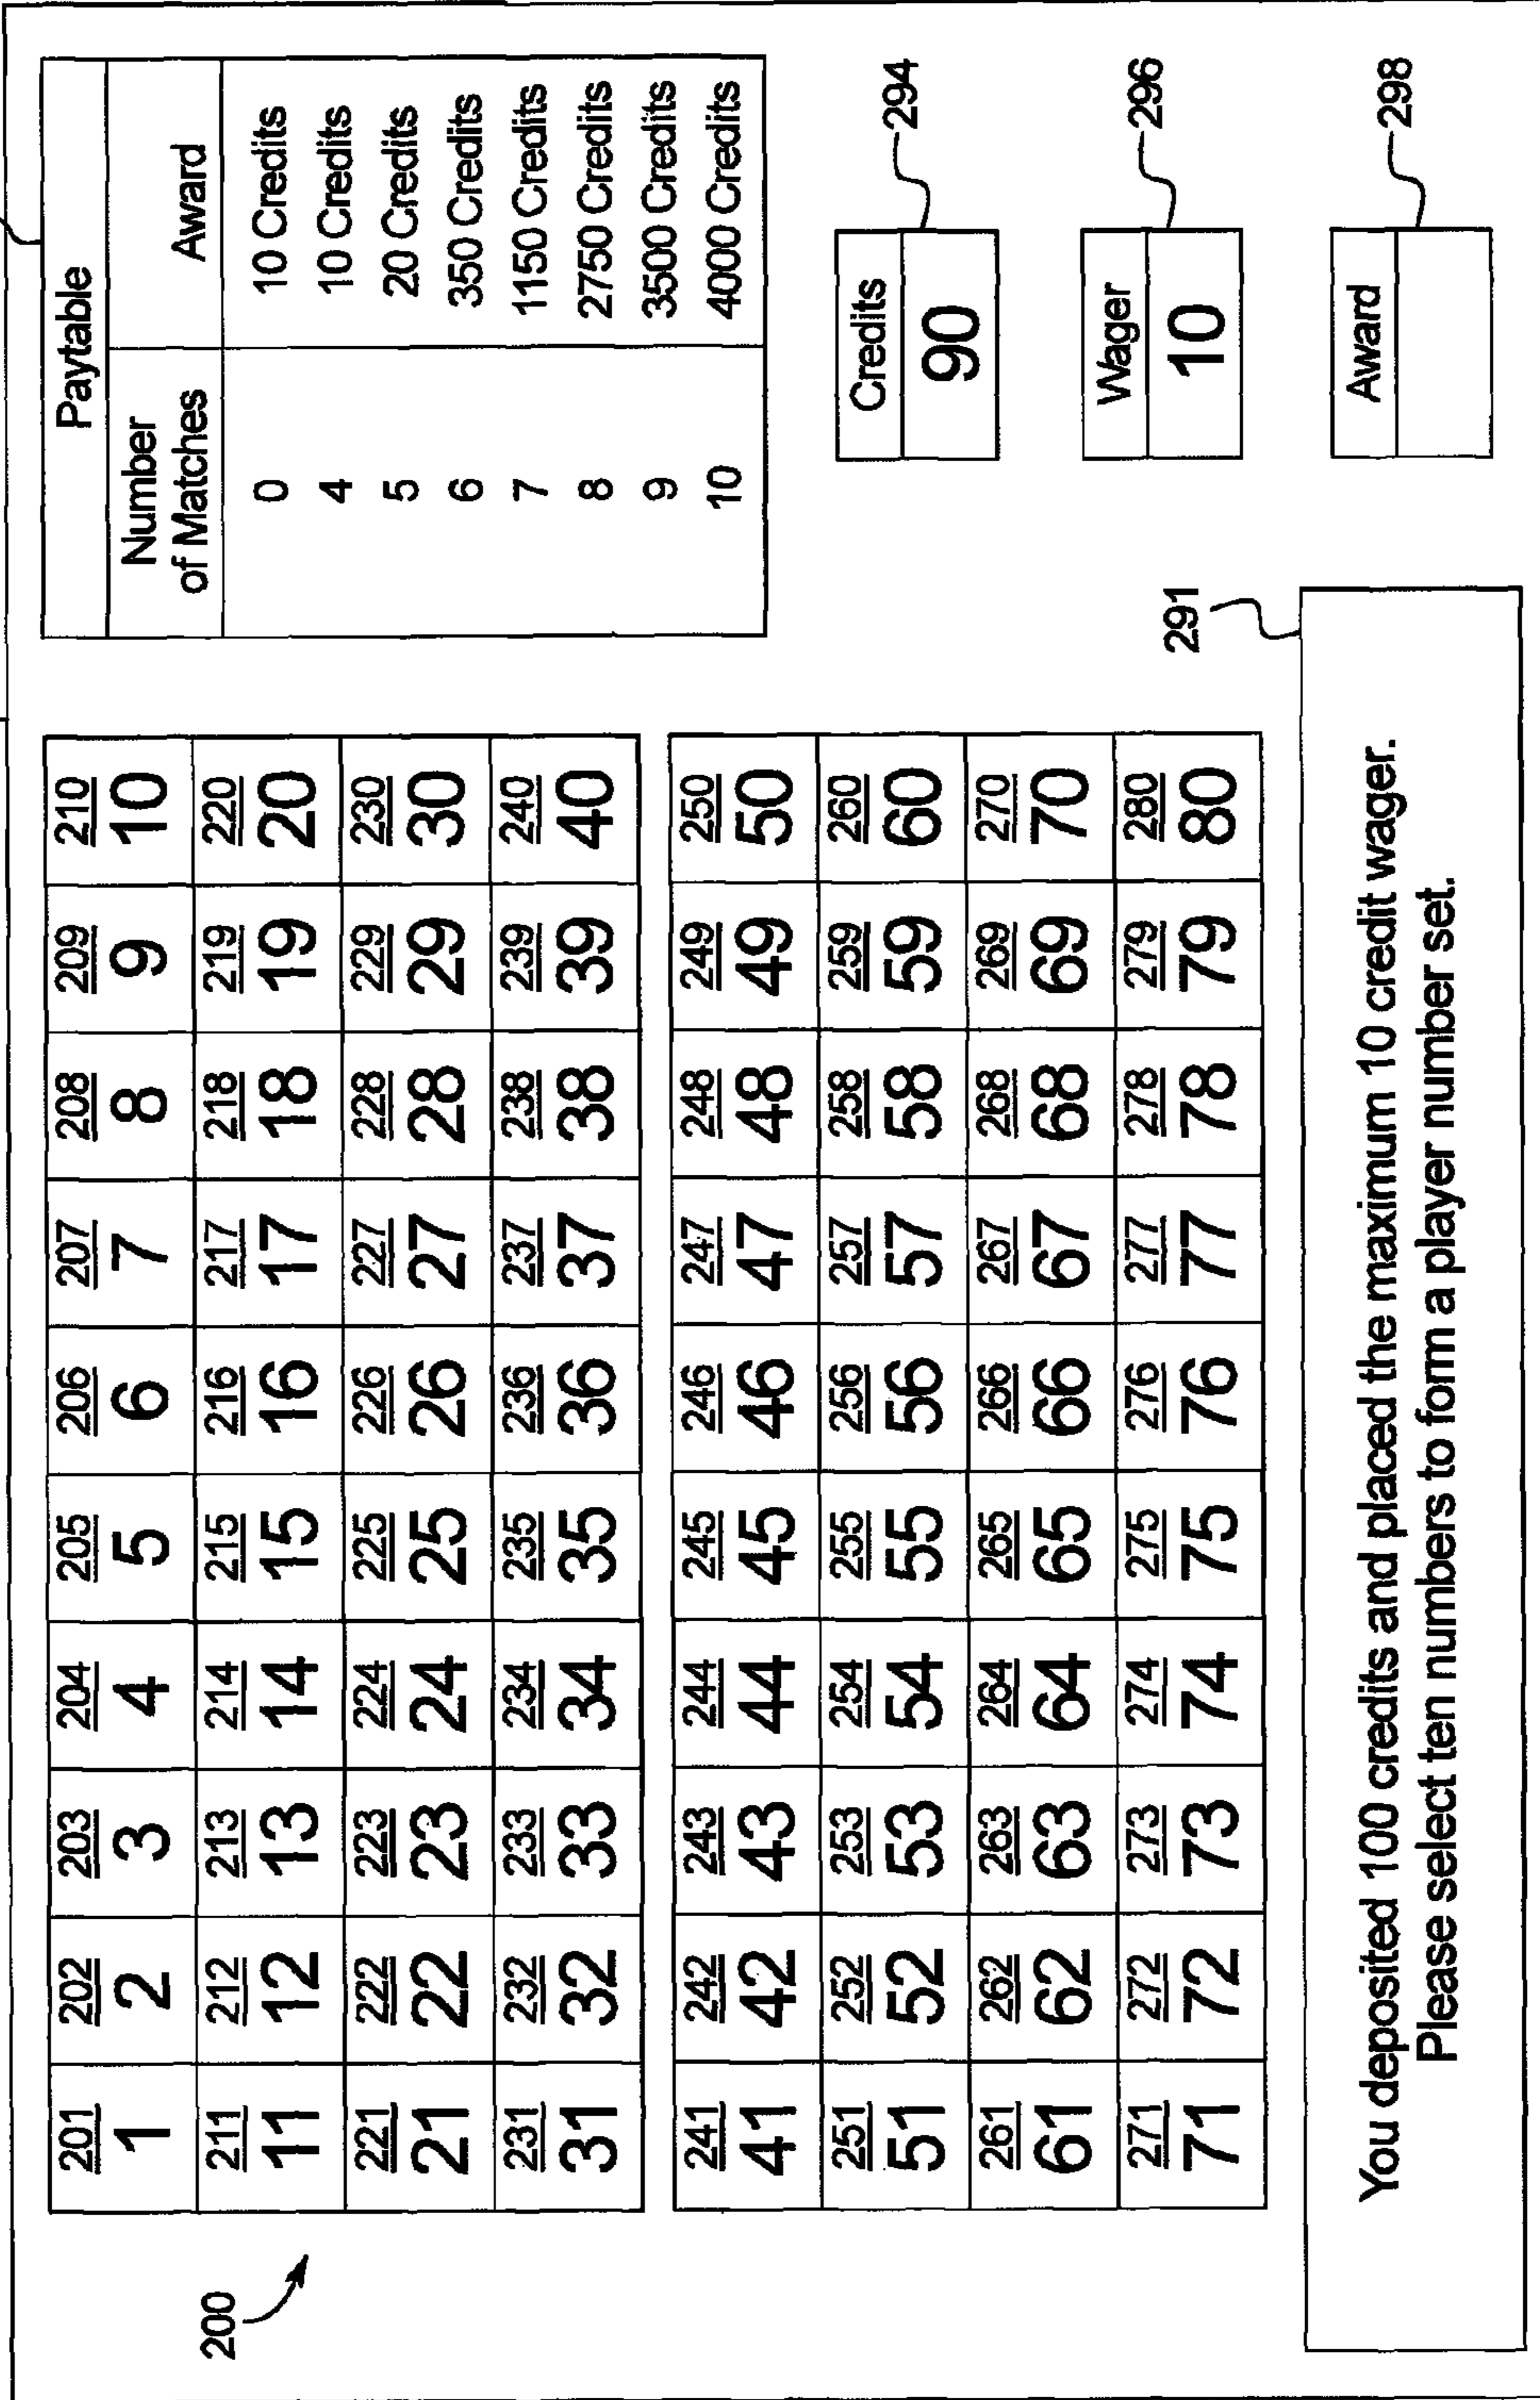 201 202 203 204 205 206 207 208 209 210
1 2 3 4 5 6 7 8 9 10
211 212 213 214 215 216 217 218 219 220
11 12 13 14 15 16 17 18 19 20
221 222 223 224 225 226 227 228 229 230
21 22 23 24 25 26 27 28 29 30
231 232 233 234 235 236 237 238 239 240
31 32 33 34 35 36 37 38 39 40
241 242 243 244 245 246 247 248 249 250
41 42 43 44 45 46 47 48 49 50
251 252 253 254 255 256 257 258 259 260
51 52 53 54 55 56 57 58 59 60
261 262 263 264 265 266 267 268 269 270
61 62 63 64 65 66 67 68 69 70
271 272 273 274 275 276 277 278 279 280
71 72 73 74 75 76 77 78 79 80
200
Paytable
Number
of Matches
Award
0 10 Credits
4 10 Credits
5 20 Credits
6 350 Credits
7 1150 Credits
8 2750 Credits
9 3500 Credits
10 4000 Credits
Credits
90
294
Wager
10
296
Award
298
291
You deposited 100 credits and placed the maximum 10 credit wager.
Please select ten numbers to form a player number set.